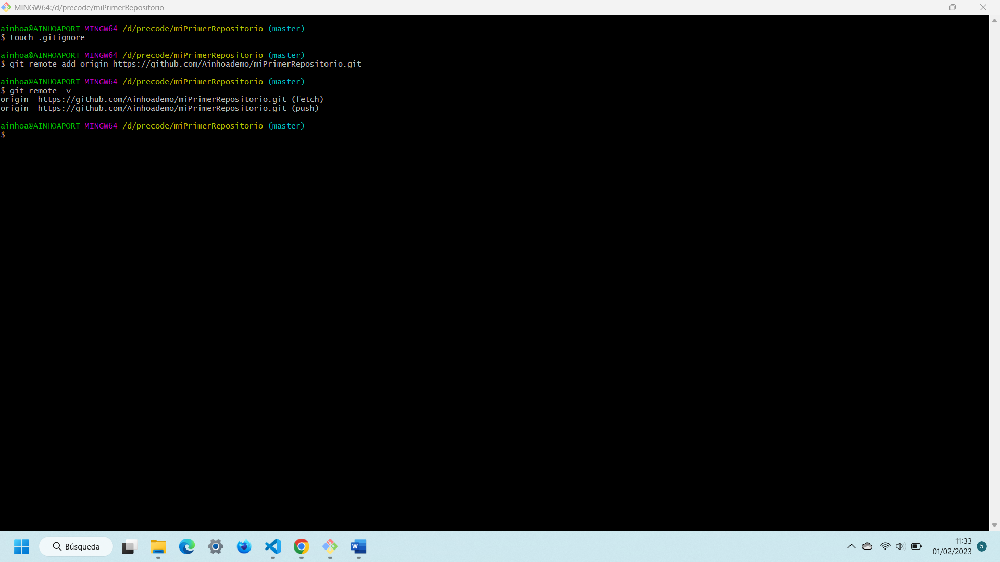 MINGW64:/d/precode/miPrimerRepositorio
ainhoa@AINHOAPORT MINGW64 /d/precode/miPrimerRepositorio (master)
$ touch .gitignore
ainhoa@AINHOAPORT MINGW64 /d/precode/miPrimerRepositorio (master)
$ git remote add origin https://github.com/Ainhoademo/miPrimerRepositorio.git
ainhoa@AINHOAPORT MINGW64 /d/precode/miPrimerRepositorio (master)
$ git remote -v
origin  https://github.com/Ainhoademo/miPrimerRepositorio.git (fetch)
origin  https://github.com/Ainhoademo/miPrimerRepositorio.git (push)
ainhoa@AINHOAPORT MINGW64 /d/precode/miPrimerRepositorio (master)
$
Búsqueda
W
11:33
01/02/2023
5